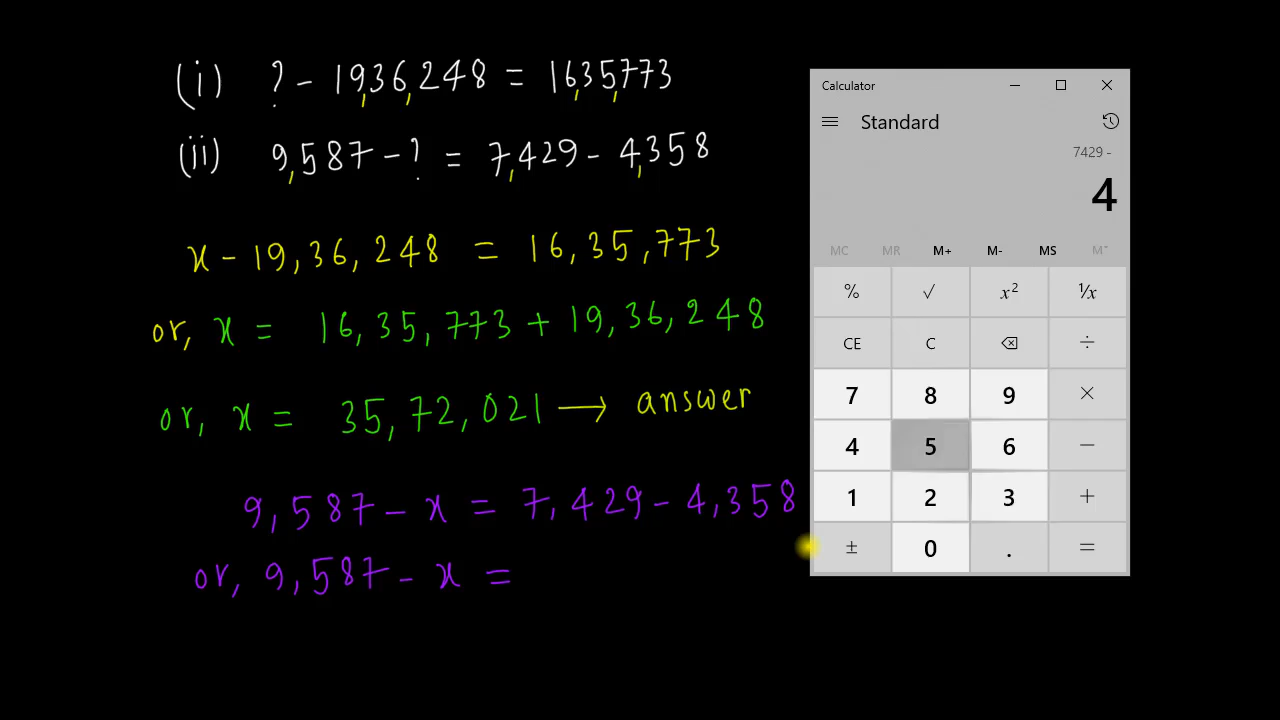 (i) ? - 19,36,248 = 16,35,773
(ii) 9,587 - ? = 7,429 - 4,358
x - 19,36,248 = 16,35,773
or, x = 16,35,773 + 19,36,248
or, x = 35,72,021 → answer
9,587 - x = 7,429 - 4,358
or, 9,587 - x =
Calculator
Standard
7429 -
4
MC MR M+ M- MS M˅
% √ x² ¹/x
CE C ⌫ ÷
7 8 9 ×
4 5 6 −
1 2 3 +
± 0 . =